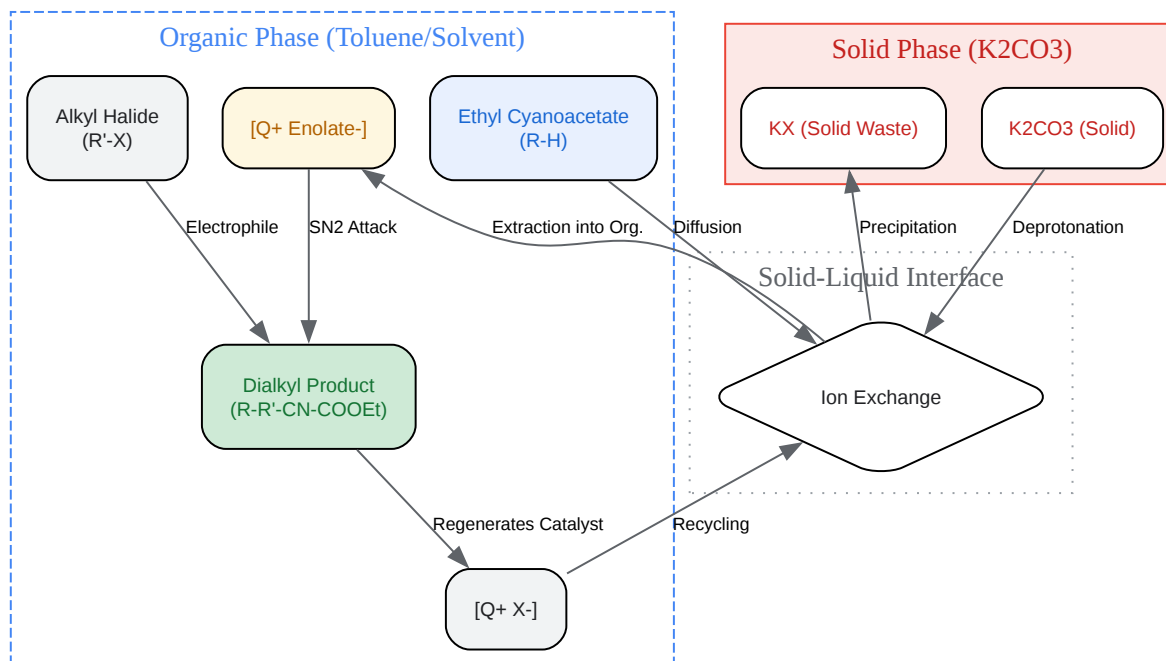 Organic Phase (Toluene/Solvent)
Solid Phase (K2CO3)
Alkyl Halide
(R'-X)
[Q+ Enolate-]
Ethyl Cyanoacetate
(R-H)
KX (Solid Waste)
K2CO3 (Solid)
Electrophile
SN2 Attack
Extraction into Org.
Diffusion
Precipitation
Deprotonation
Solid-Liquid Interface
Dialkyl Product
(R-R'-CN-COOEt)
Ion Exchange
Regenerates Catalyst
Recycling
[Q+ X-]